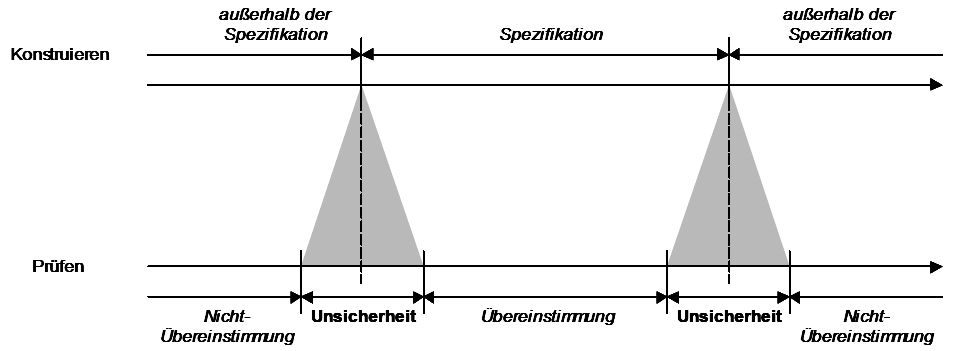 außerhalb der
Spezifikation
Spezifikation
außerhalb der
Spezifikation
Konstruieren
Prüfen
Nicht-
Übereinstimmung
Unsicherheit
Übereinstimmung
Unsicherheit
Nicht-
Übereinstimmung